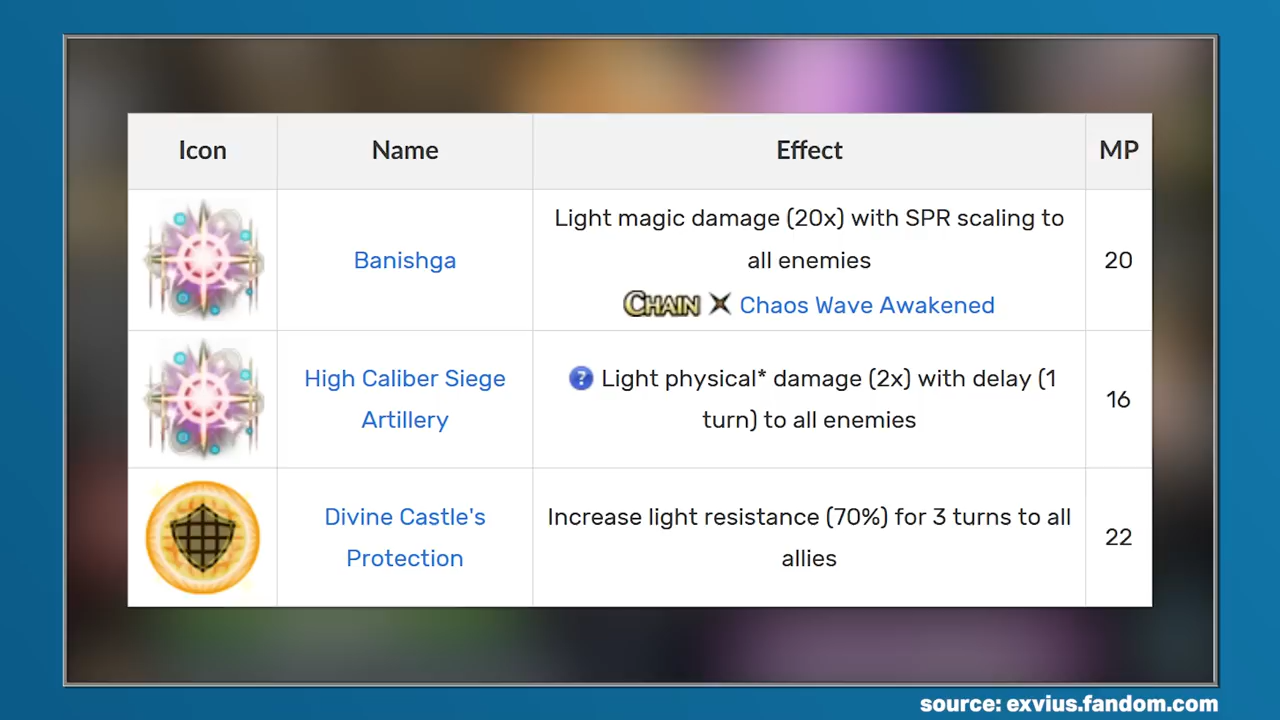 Icon Name Effect MP
Light magic damage (20x) with SPR scaling to
Banishga all enemies 20
CHAIN Chaos Wave Awakened
High Caliber Siege ? Light physical* damage (2x) with delay (1
Artillery turn) to all enemies 16
Divine Castle's Increase light resistance (70%) for 3 turns to all
Protection allies 22
source: exvius.fandom.com